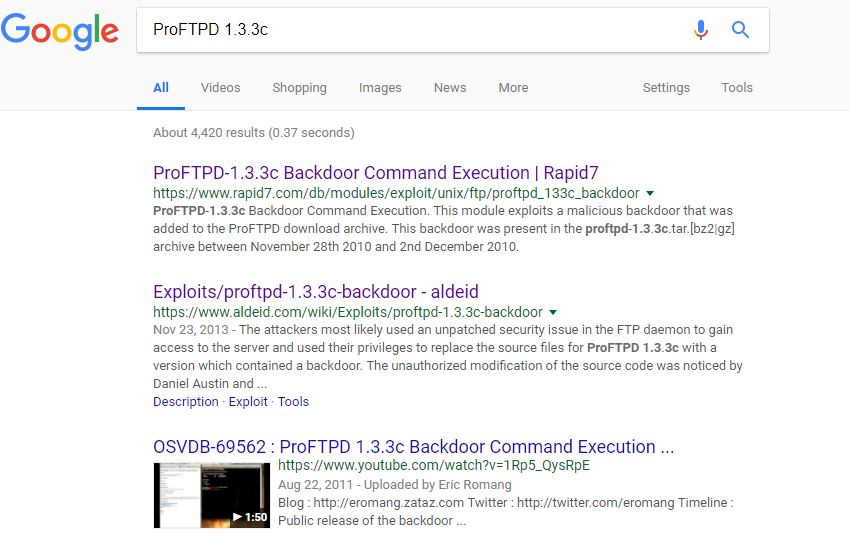 Google
ProFTPD 1.3.3c
All Videos Shopping Images News More Settings Tools
About 4,420 results (0.37 seconds)
ProFTPD-1.3.3c Backdoor Command Execution | Rapid7
https://www.rapid7.com/db/modules/exploit/unix/ftp/proftpd_133c_backdoor
ProFTPD-1.3.3c Backdoor Command Execution. This module exploits a malicious backdoor that was
added to the ProFTPD download archive. This backdoor was present in the proftpd-1.3.3c.tar.[bz2|gz]
archive between November 28th 2010 and 2nd December 2010.
Exploits/proftpd-1.3.3c-backdoor - aldeid
https://www.aldeid.com/wiki/Exploits/proftpd-1.3.3c-backdoor
Nov 23, 2013 - The attackers most likely used an unpatched security issue in the FTP daemon to gain
access to the server and used their privileges to replace the source files for ProFTPD 1.3.3c with a
version which contained a backdoor. The unauthorized modification of the source code was noticed by
Daniel Austin and ...
Description · Exploit · Tools
OSVDB-69562 : ProFTPD 1.3.3c Backdoor Command Execution ...
https://www.youtube.com/watch?v=1Rp5_QysRpE
Aug 22, 2011 - Uploaded by Eric Romang
Blog : http://eromang.zataz.com Twitter : http://twitter.com/eromang Timeline :
Public release of the backdoor ...
1:50